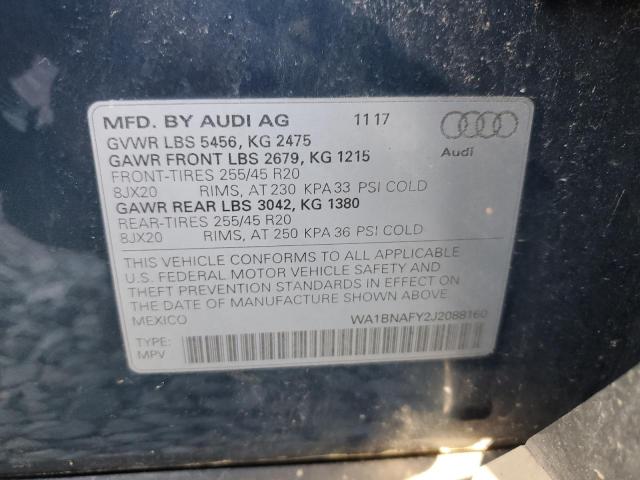 MFD. BY AUDI AG 11 17
GVWR LBS 5456, KG 2475
GAWR FRONT LBS 2679, KG 1215
FRONT-TIRES 255/45 R20
8JX20 RIMS, AT 230 KPA 33 PSI COLD
GAWR REAR LBS 3042, KG 1380
REAR-TIRES 255/45 R20
8JX20 RIMS, AT 250 KPA 36 PSI COLD
Audi
THIS VEHICLE CONFORMS TO ALL APPLICABLE
U.S. FEDERAL MOTOR VEHICLE SAFETY AND
THEFT PREVENTION STANDARDS IN EFFECT ON
THE DATE OF MANUFACTURE SHOWN ABOVE.
MEXICO WA1BNAFY2J2088160
TYPE:
MPV